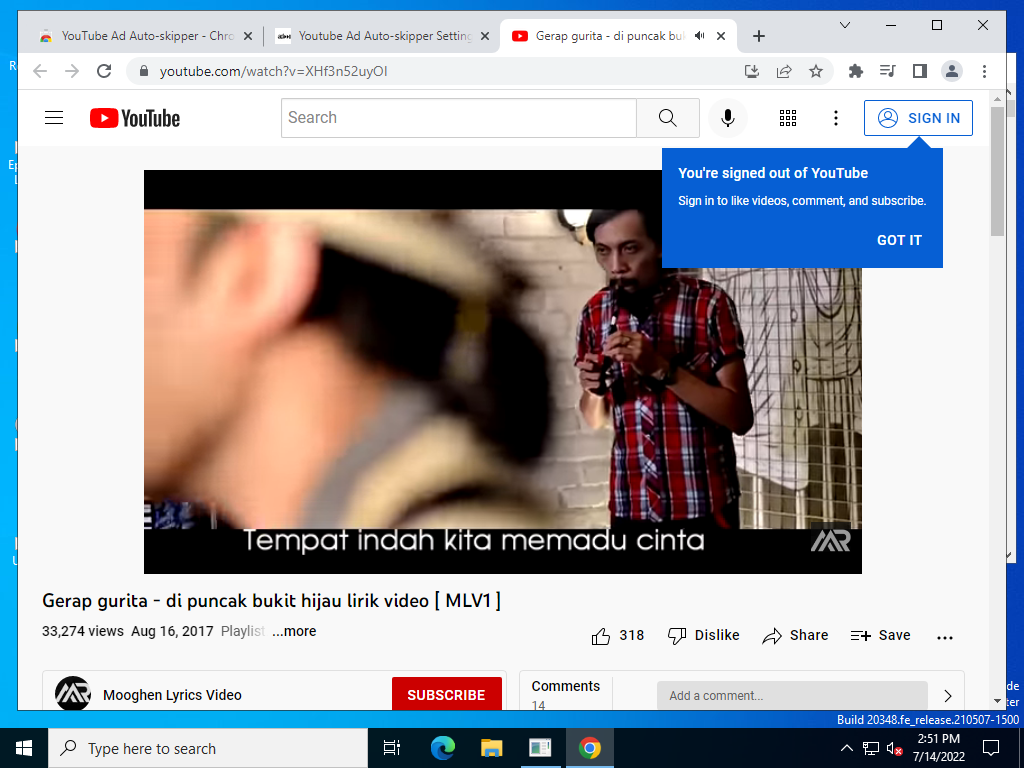 YouTube Ad Auto-skipper - Chro
Youtube Ad Auto-skipper Setting
Gerap gurita - di puncak bul
youtube.com/watch?v=XHf3n52uyOI
YouTube
Search
SIGN IN
You're signed out of YouTube
Sign in to like videos, comment, and subscribe.
GOT IT
Tempat indah kita memadu cinta
Gerap gurita - di puncak bukit hijau lirik video [ MLV1 ]
33,274 views Aug 16, 2017 Playlist ...more
318 Dislike Share Save
Mooghen Lyrics Video
SUBSCRIBE
Comments
14
Add a comment...
Build 20348.fe_release.210507-1500
Type here to search
2:51 PM
7/14/2022